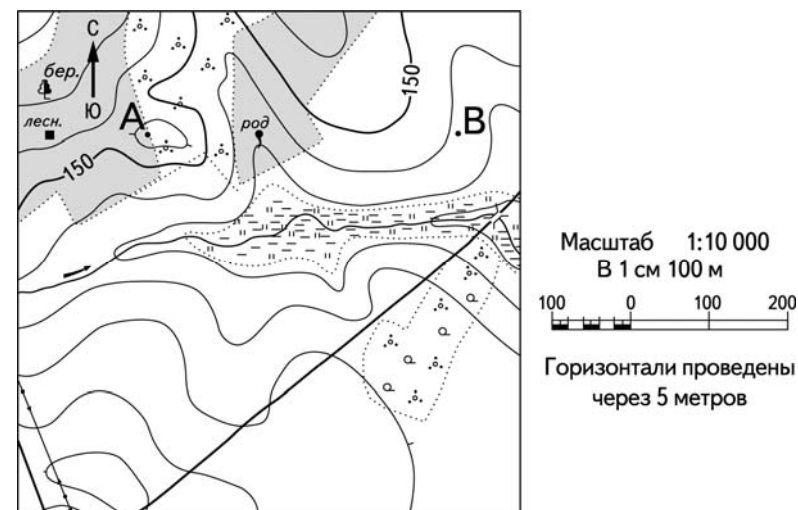 С
бер.
Ю
лесн.
А
род
150
150
В
Масштаб 1:10 000
В 1 см 100 м
100 0 100 200
Горизонтали проведены
через 5 метров